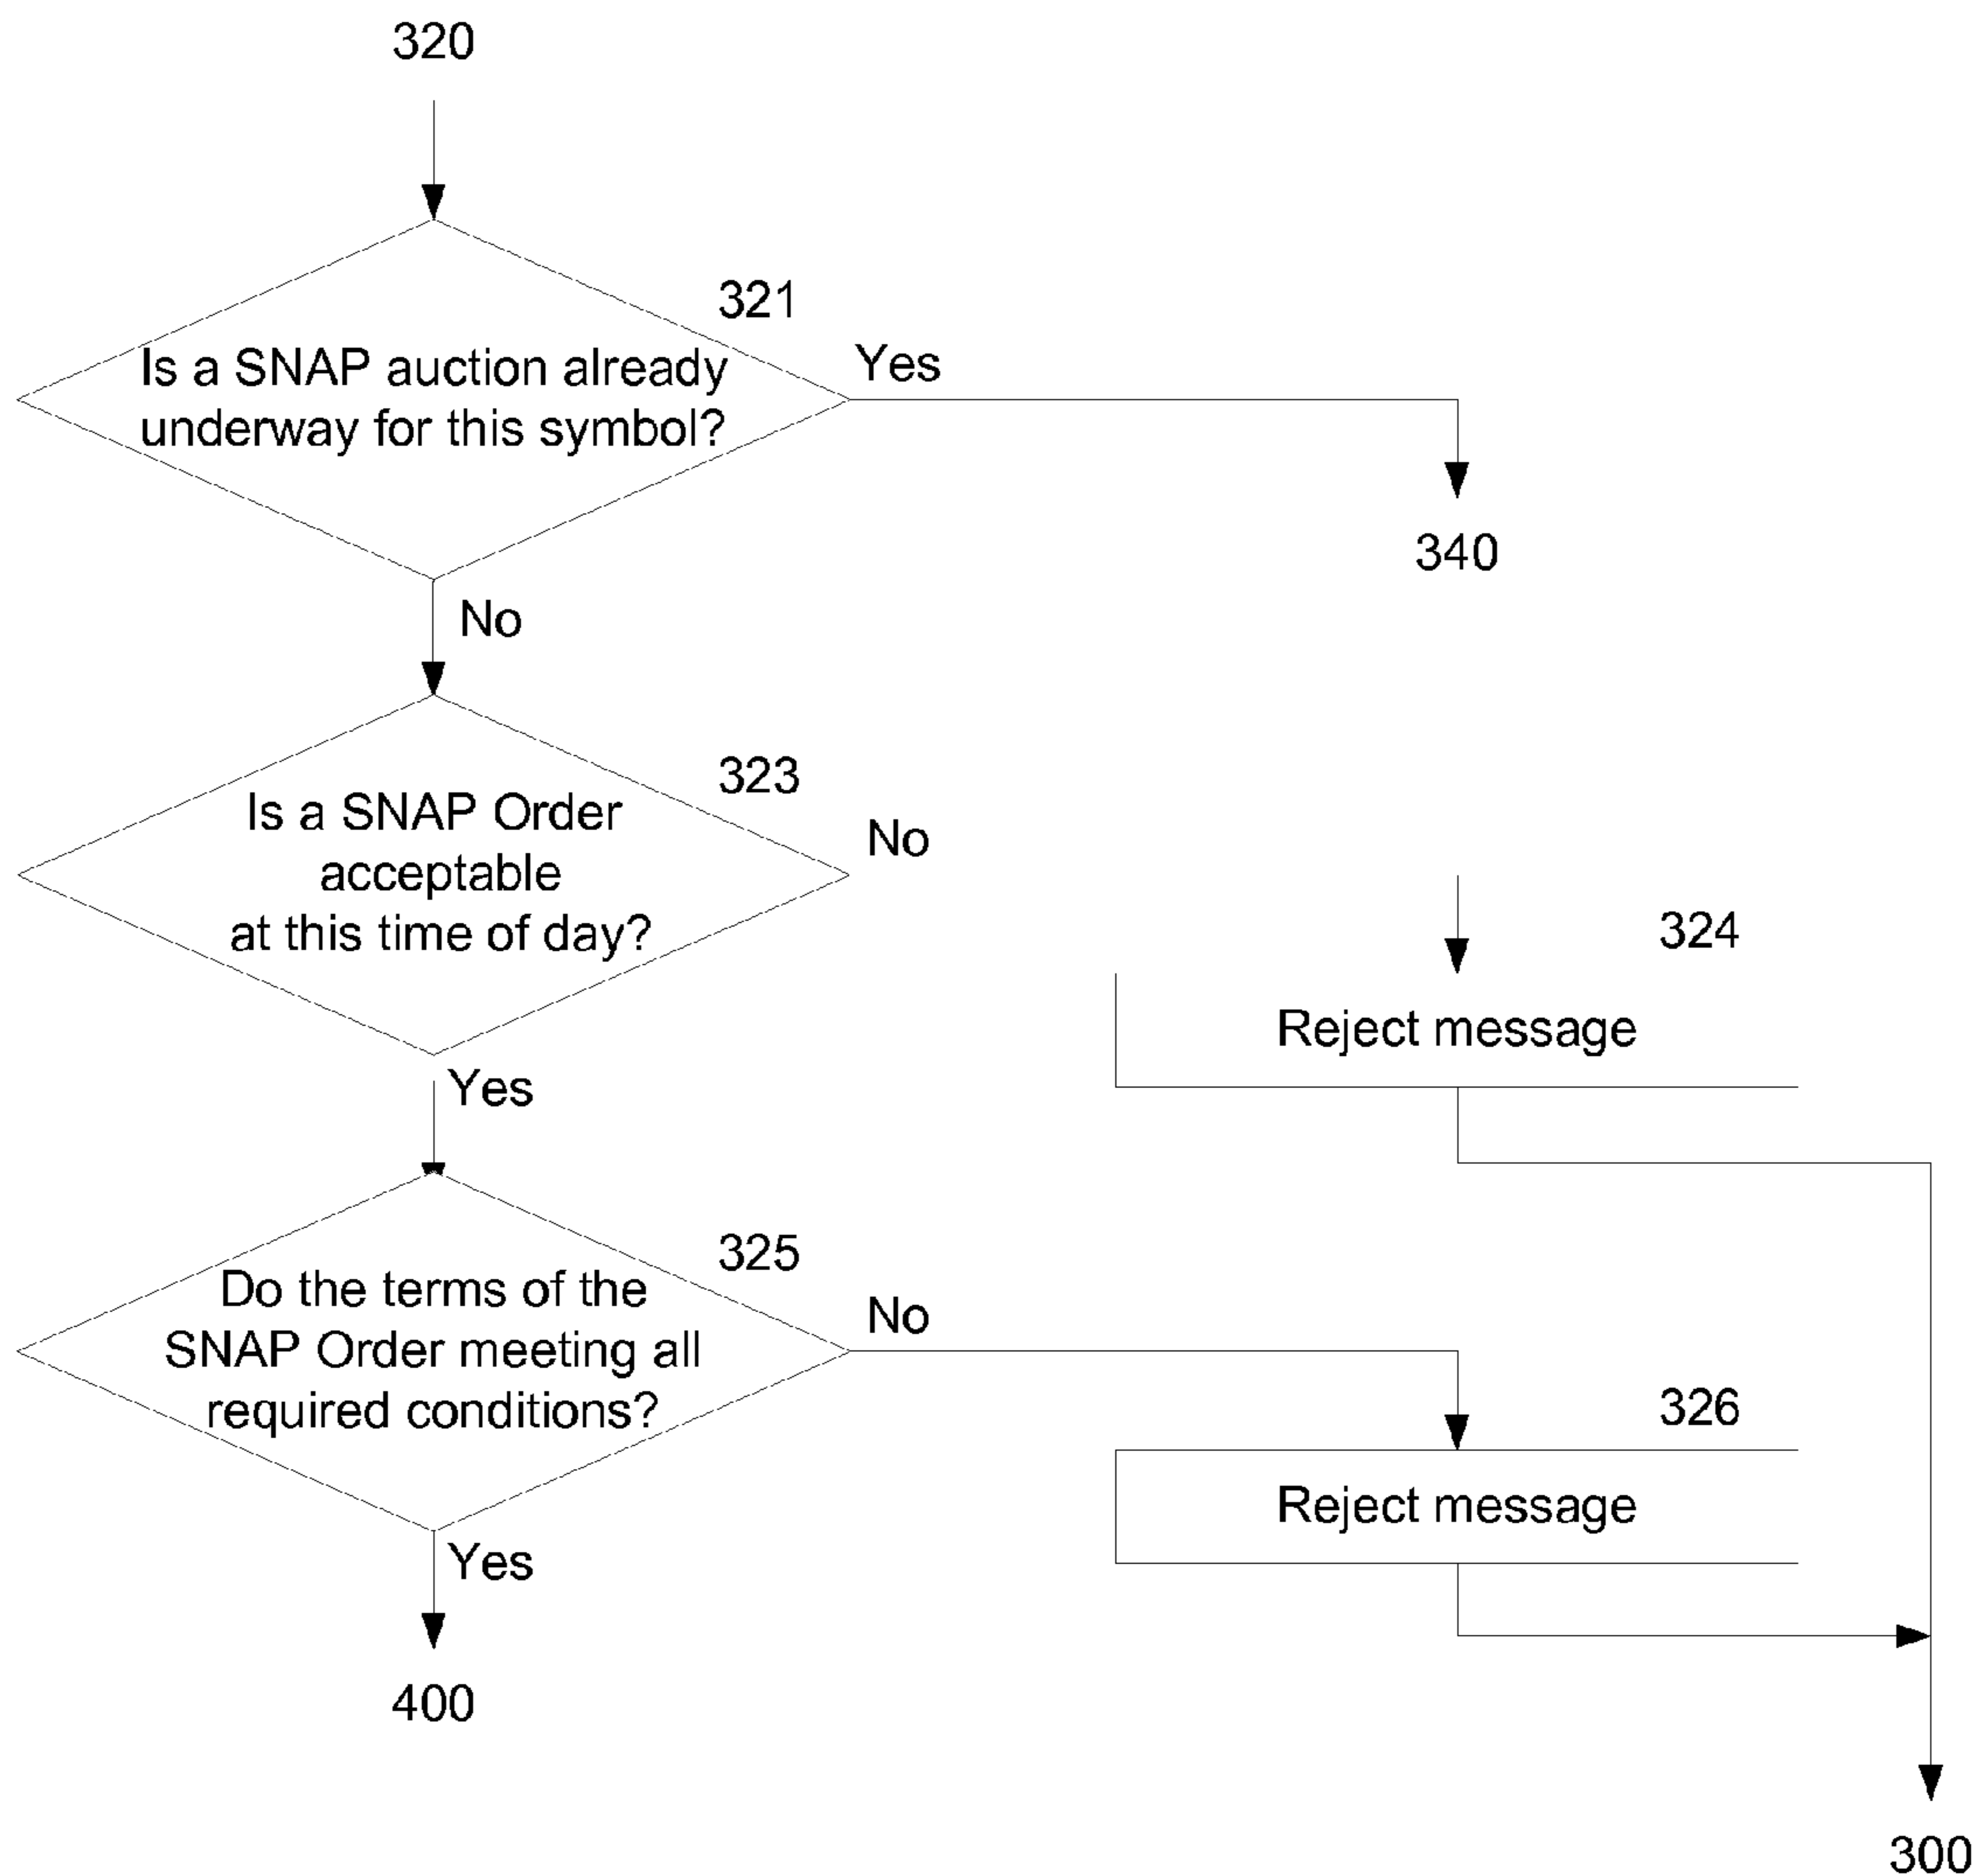 320
321
Is a SNAP auction already
underway for this symbol?
Yes
340
No
323
Is a SNAP Order
acceptable
at this time of day?
No
324
Reject message
Yes
325
Do the terms of the
SNAP Order meeting all
required conditions?
No
326
Reject message
Yes
400
300